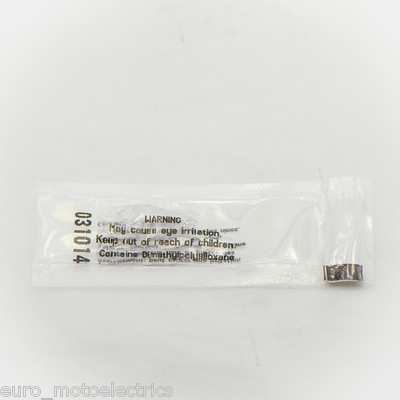 031014
WARNING
May cause eye irritation.
Keep out of reach of children.
Contains Dimethylpolysiloxane.
euro_motoelectrics